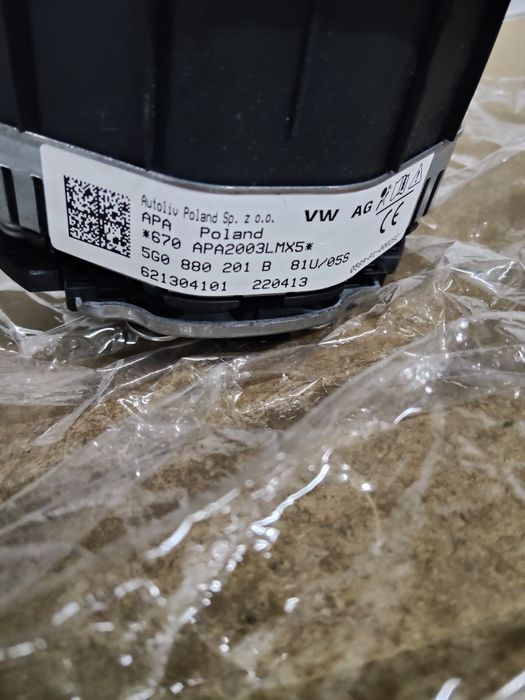 Autoliv Poland Sp. z o.o.
VW AG
APA Poland
*670 APA2003LMX5*
CE
5G0 880 201 B 81U/05S
621304101 220413